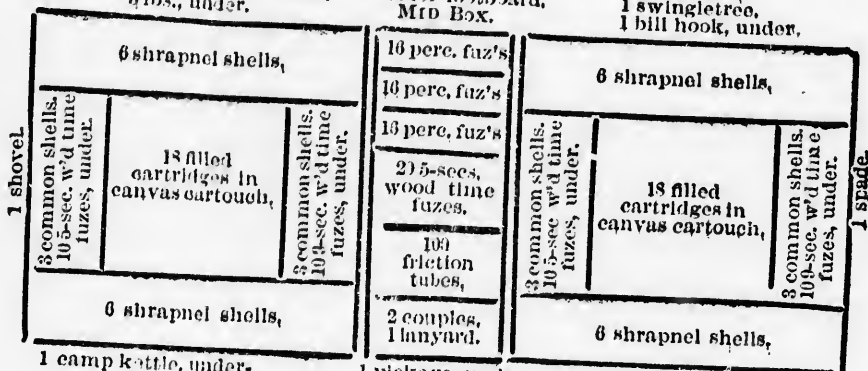 under.
MID BOX.
1 swingletree.
1 bill hook, under.
6 shrapnel shells,
16 perc. fuz's
16 perc. fuz's
16 perc. fuz's
20 5-secs,
wood time
fuzes.
100
friction
tubes,
2 couples,
1 lanyard.
6 shrapnel shells,
1 shovel
3 common shells.
10 5-sec. w'd time
fuzes, under.
18 filled
cartridges in
canvas cartouch,
3 common shells.
10 9-sec. w'd time
fuzes, under.
3 common shells.
10 5-sec w'd time
fuzes, under.
18 filled
cartridges in
canvas cartouch,
3 common shells.
10 9-sec. w'd time
fuzes, under.
1 spade.
6 shrapnel shells,
6 shrapnel shells,
1 camp kettle, under.